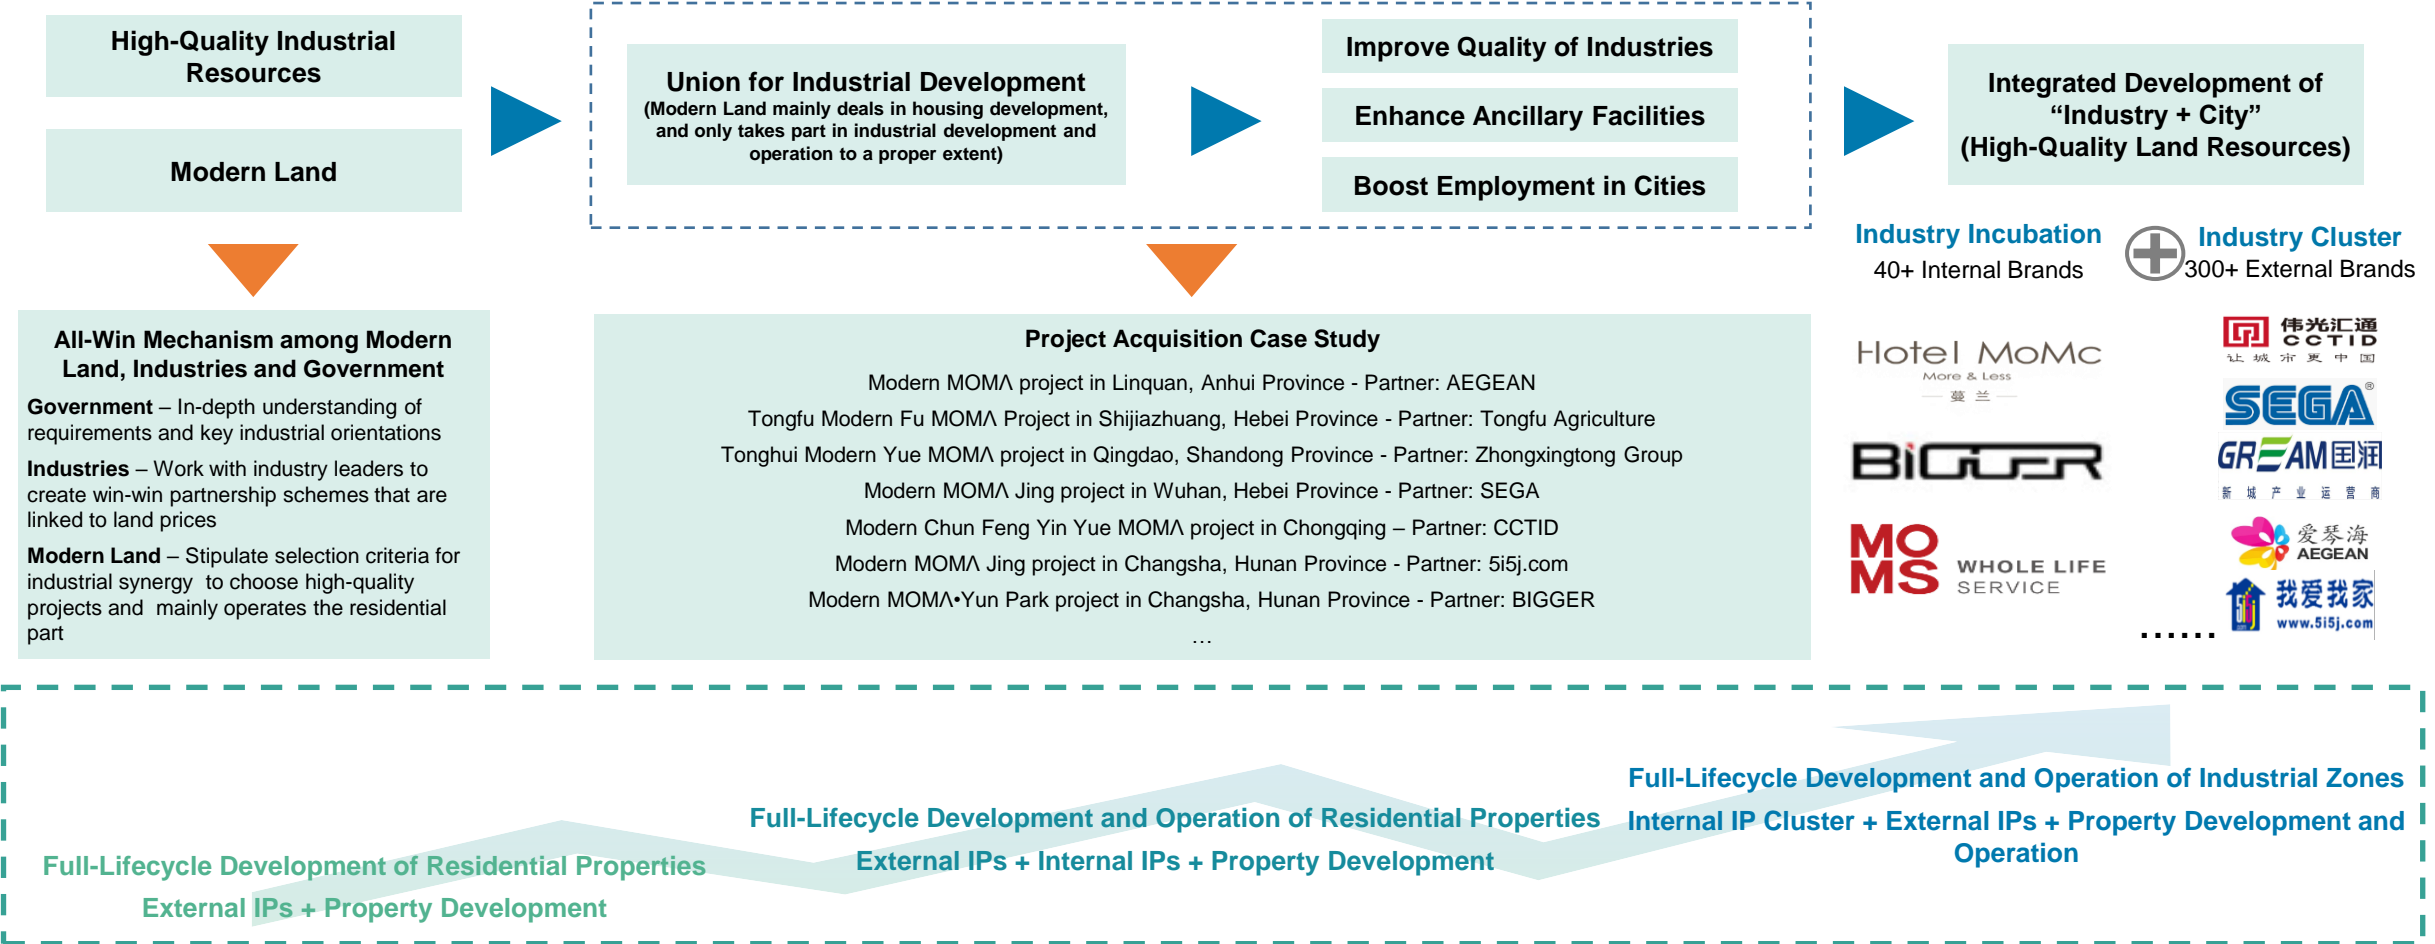 High-Quality Industrial
Resources
Modern Land
Union for Industrial Development
(Modern Land mainly deals in housing development,
and only takes part in industrial development and
operation to a proper extent)
Improve Quality of Industries
Enhance Ancillary Facilities
Boost Employment in Cities
Integrated Development of
“Industry + City”
(High-Quality Land Resources)
All-Win Mechanism among Modern
Land, Industries and Government
Government – In-depth understanding of
requirements and key industrial orientations
Industries – Work with industry leaders to
create win-win partnership schemes that are
linked to land prices
Modern Land – Stipulate selection criteria for
industrial synergy to choose high-quality
projects and mainly operates the residential
part
Project Acquisition Case Study
Modern MOMΛ project in Linquan, Anhui Province - Partner: AEGEAN
Tongfu Modern Fu MOMΛ Project in Shijiazhuang, Hebei Province - Partner: Tongfu Agriculture
Tonghui Modern Yue MOMΛ project in Qingdao, Shandong Province - Partner: Zhongxingtong Group
Modern MOMΛ Jing project in Wuhan, Hebei Province - Partner: SEGA
Modern Chun Feng Yin Yue MOMΛ project in Chongqing – Partner: CCTID
Modern MOMΛ Jing project in Changsha, Hunan Province - Partner: 5i5j.com
Modern MOMΛ•Yun Park project in Changsha, Hunan Province - Partner: BIGGER
…
Industry Incubation
40+ Internal Brands
Industry Cluster
300+ External Brands
Hotel MoMc
More & Less
蔓兰
BiGGER
MO
MS
WHOLE LIFE
SERVICE
伟光汇通
CCTID
让城市更中国
SEGA®
GREAM国润
新城产业运营商
爱琴海
AEGEAN
5i5j
我爱我家
www.5i5j.com
……
Full-Lifecycle Development of Residential Properties
External IPs + Property Development
Full-Lifecycle Development and Operation of Residential Properties
External IPs + Internal IPs + Property Development
Full-Lifecycle Development and Operation of Industrial Zones
Internal IP Cluster + External IPs + Property Development and
Operation